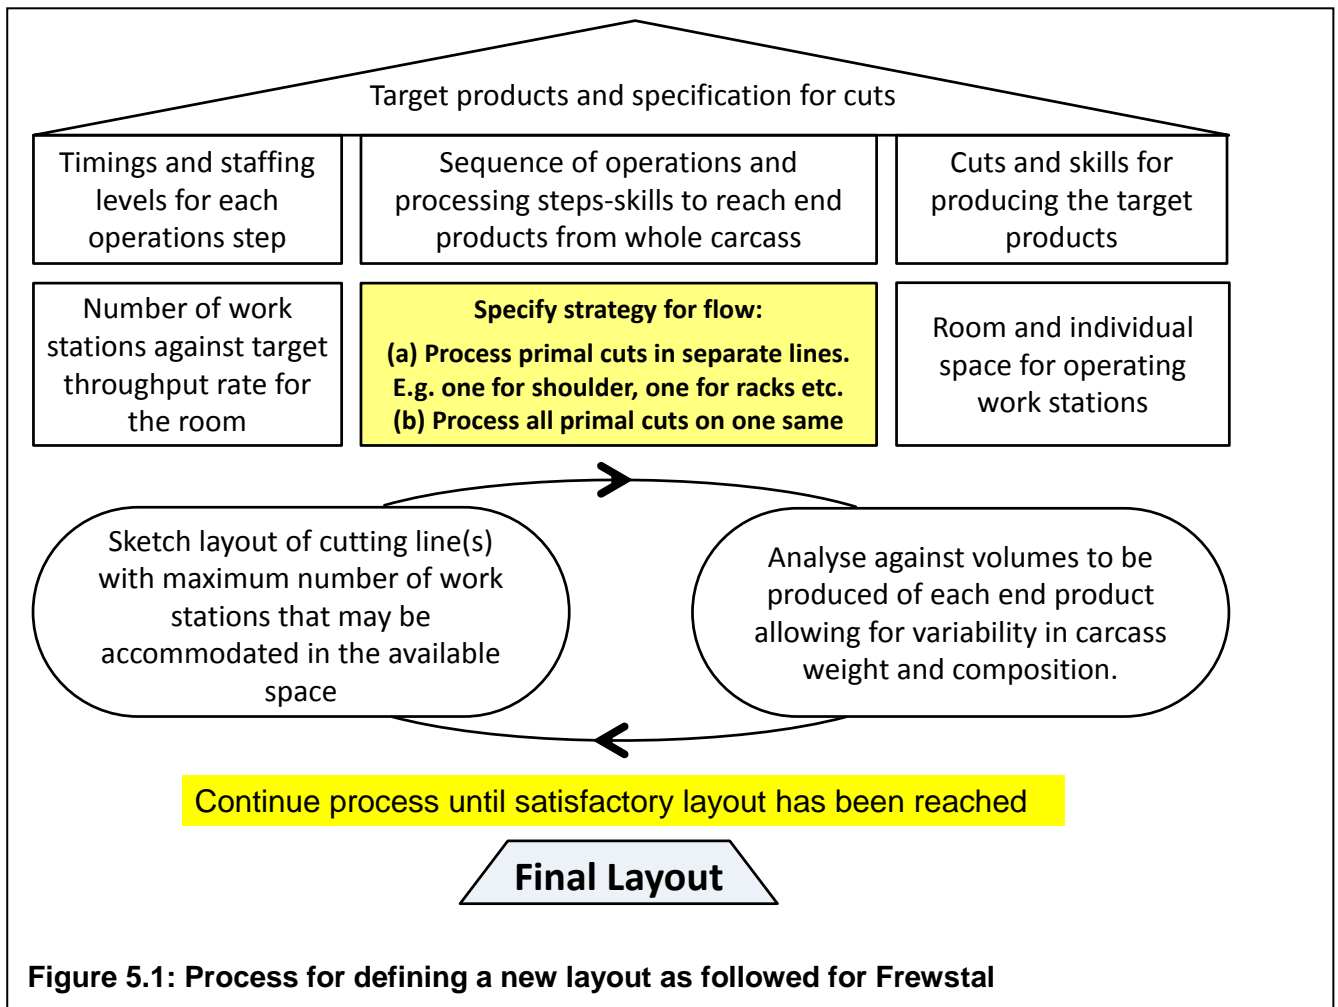 Target products and specification for cuts
Timings and staffing
levels for each
operations step
Sequence of operations and
processing steps-skills to reach end
products from whole carcass
Cuts and skills for
producing the target
products
Number of work
stations against target
throughput rate for
the room
Specify strategy for flow:
(a) Process primal cuts in separate lines.
E.g. one for shoulder, one for racks etc.
(b) Process all primal cuts on one same
Room and individual
space for operating
work stations
Sketch layout of cutting line(s)
with maximum number of work
stations that may be
accommodated in the available
space
Analyse against volumes to be
produced of each end product
allowing for variability in carcass
weight and composition.
Continue process until satisfactory layout has been reached
Final Layout
Figure 5.1: Process for defining a new layout as followed for Frewstal